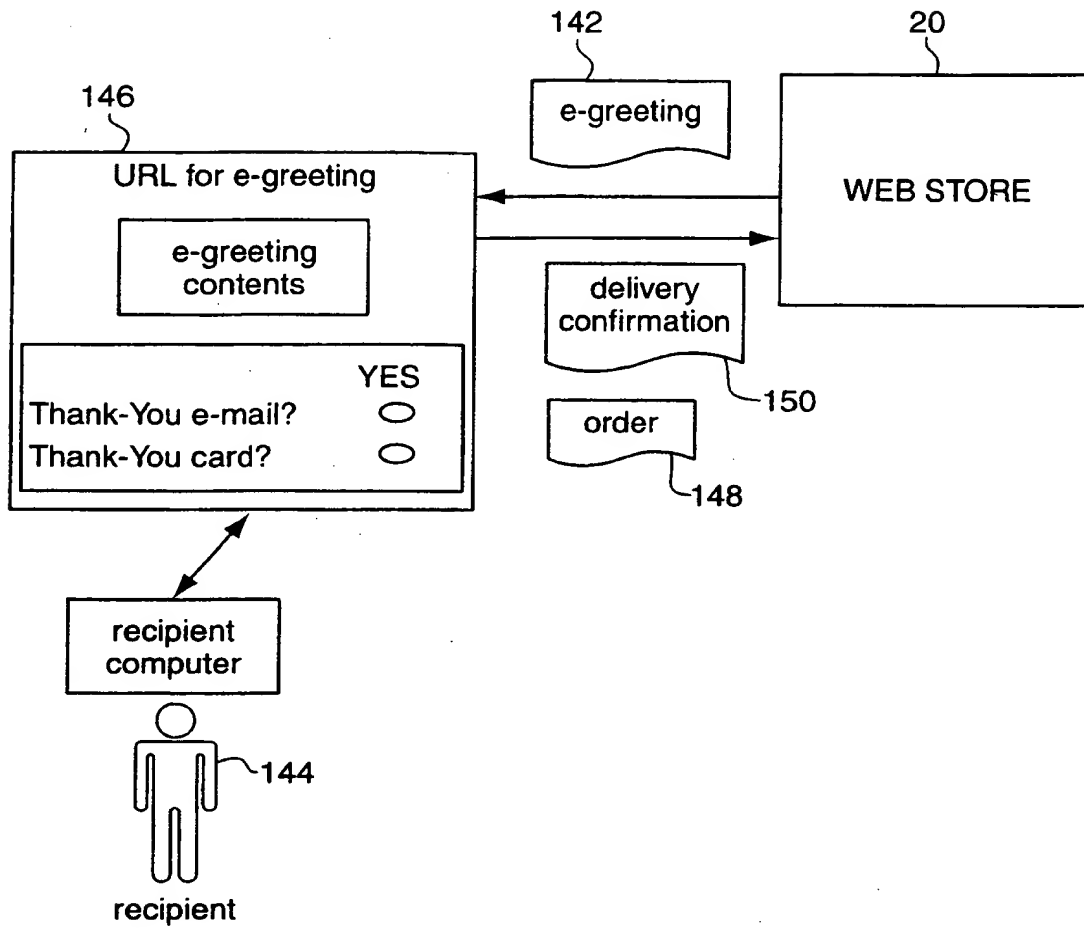 142
20
146
e-greeting
URL for e-greeting
WEB STORE
e-greeting
contents
delivery
confirmation
150
YES
Thank-You e-mail?
Thank-You card?
order
148
recipient
computer
144
recipient